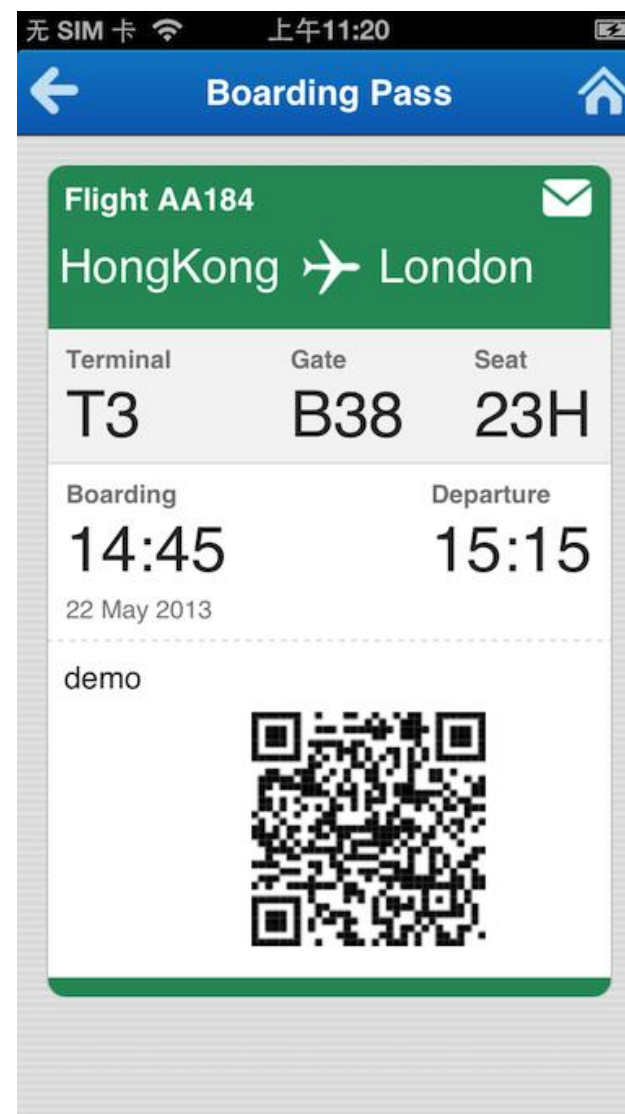 无 SIM 卡 上午11:20
Boarding Pass
Flight AA184
HongKong London
Terminal Gate Seat
T3 B38 23H
Boarding Departure
14:45 15:15
22 May 2013
demo